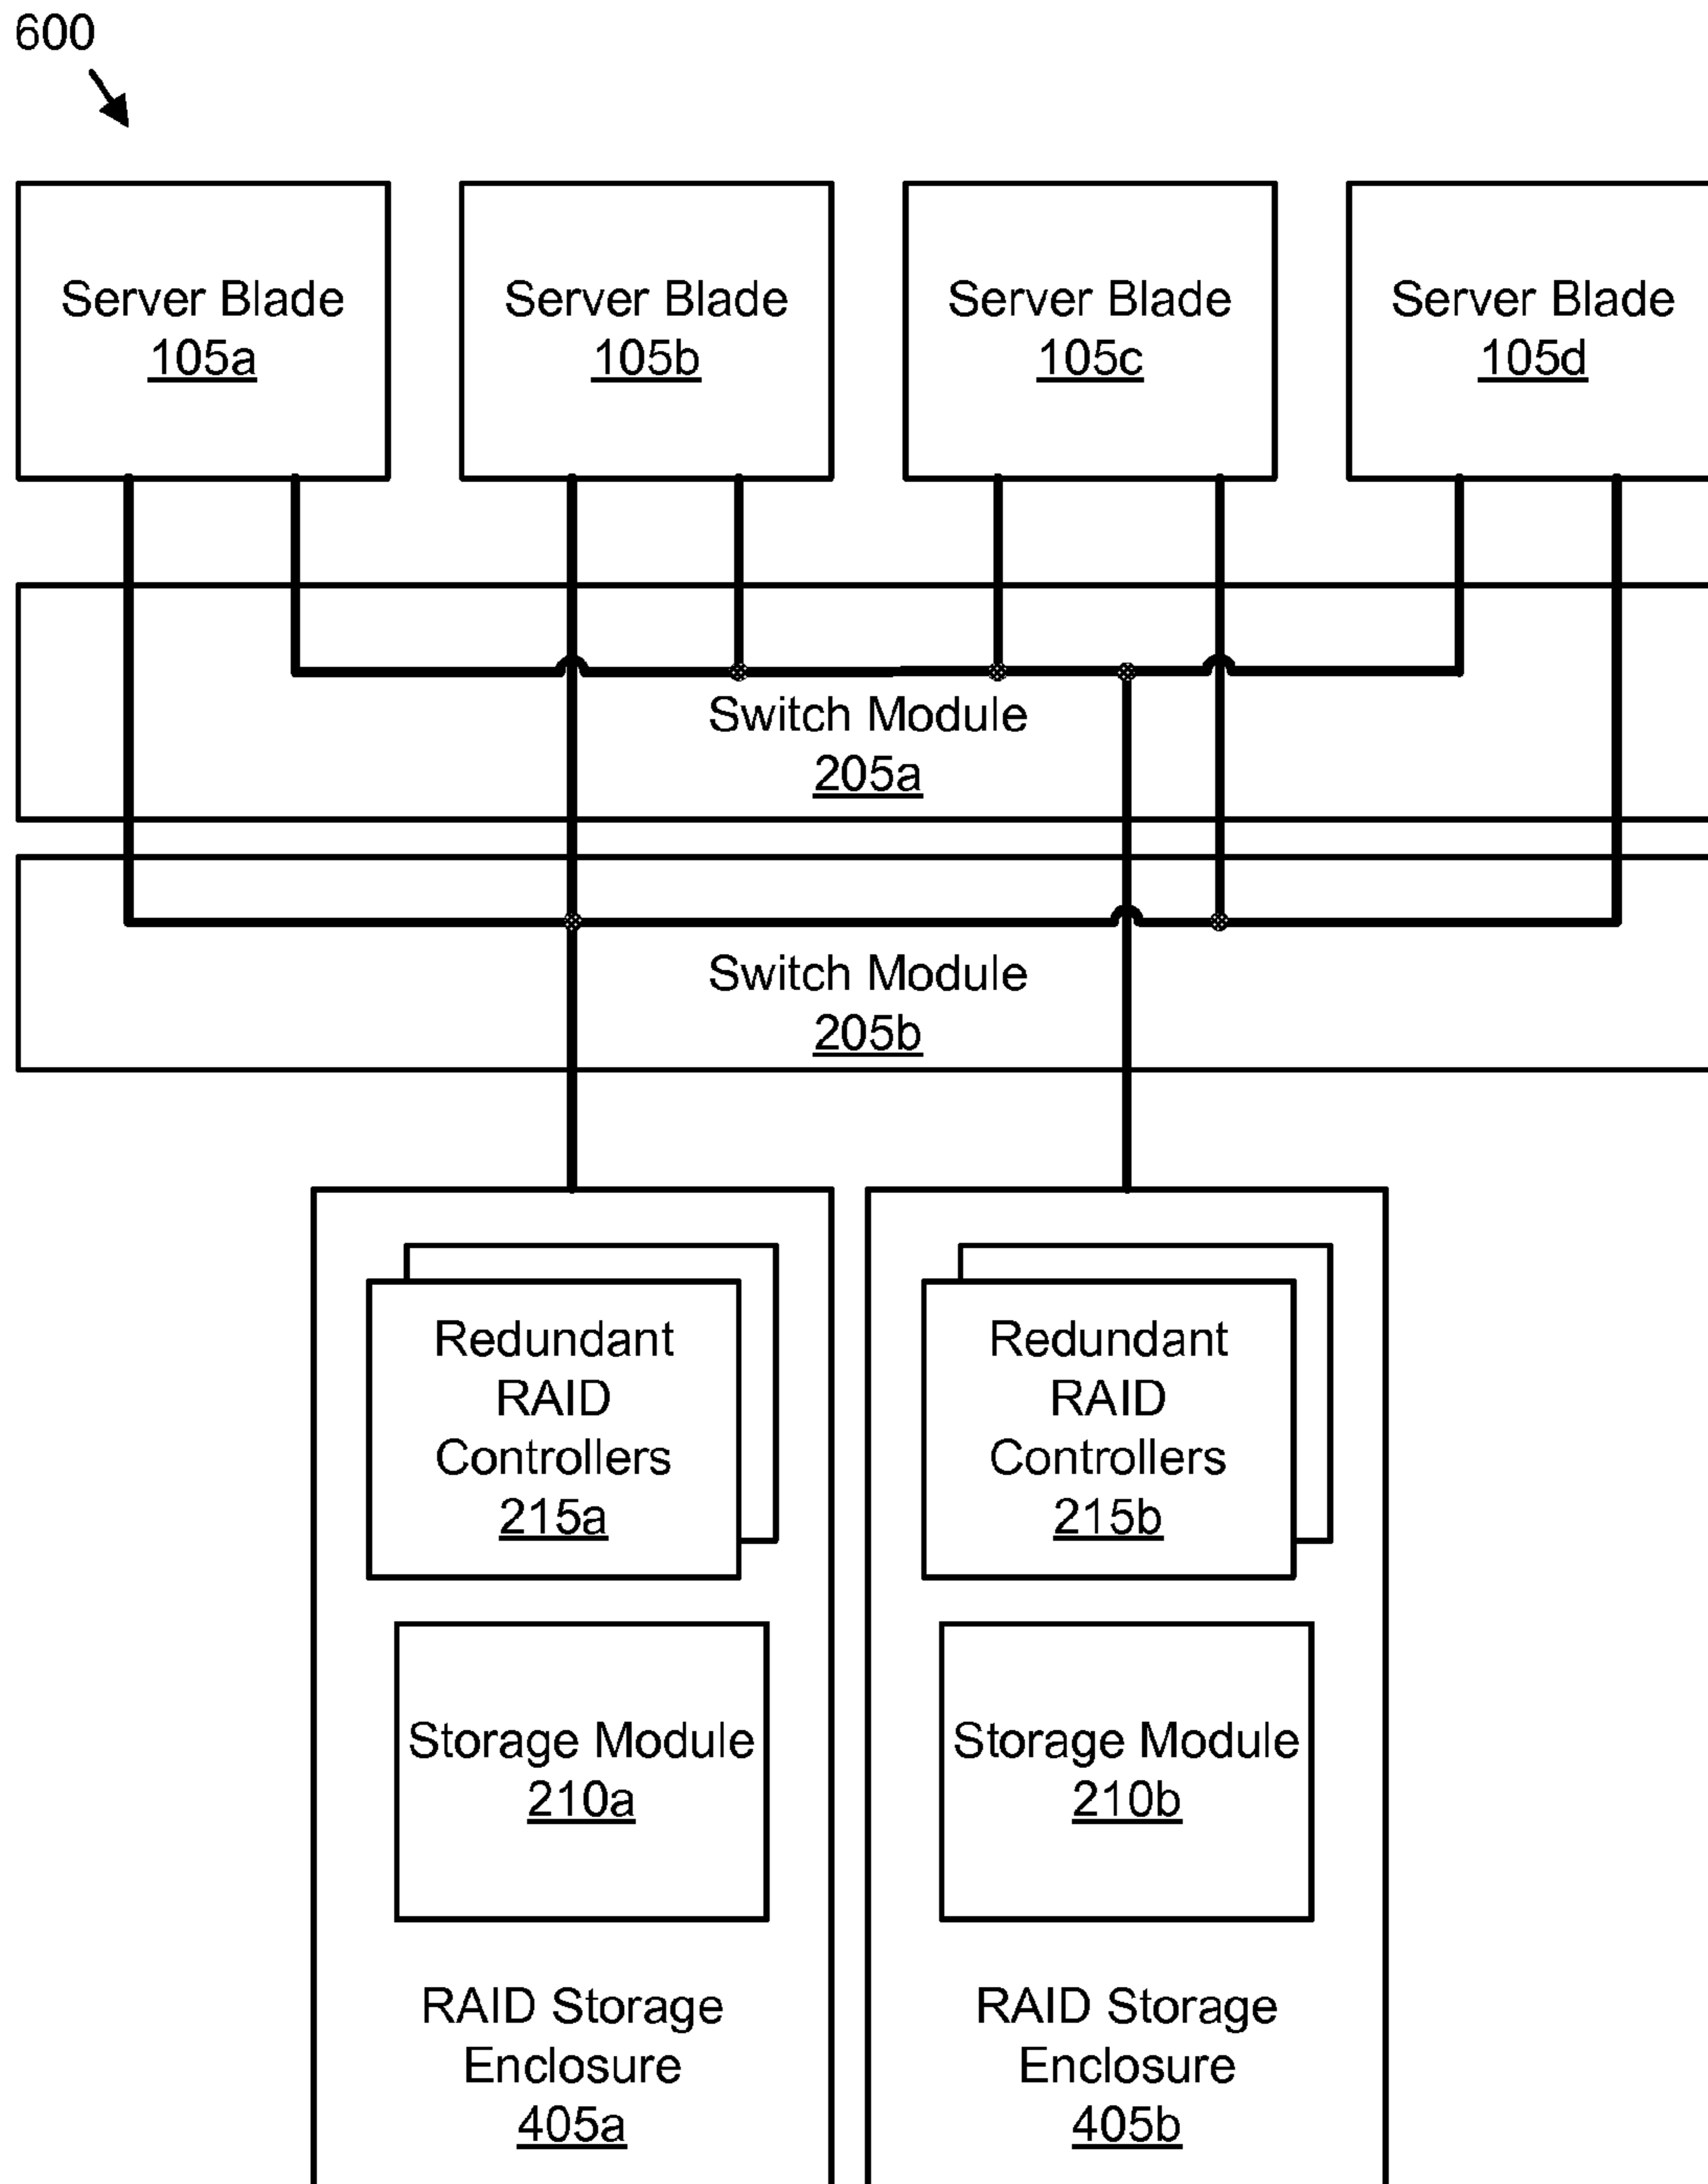 600
Server Blade
105a
Server Blade
105b
Server Blade
105c
Server Blade
105d
Switch Module
205a
Switch Module
205b
Redundant
RAID
Controllers
215a
Redundant
RAID
Controllers
215b
Storage Module
210a
Storage Module
210b
RAID Storage
Enclosure
405a
RAID Storage
Enclosure
405b